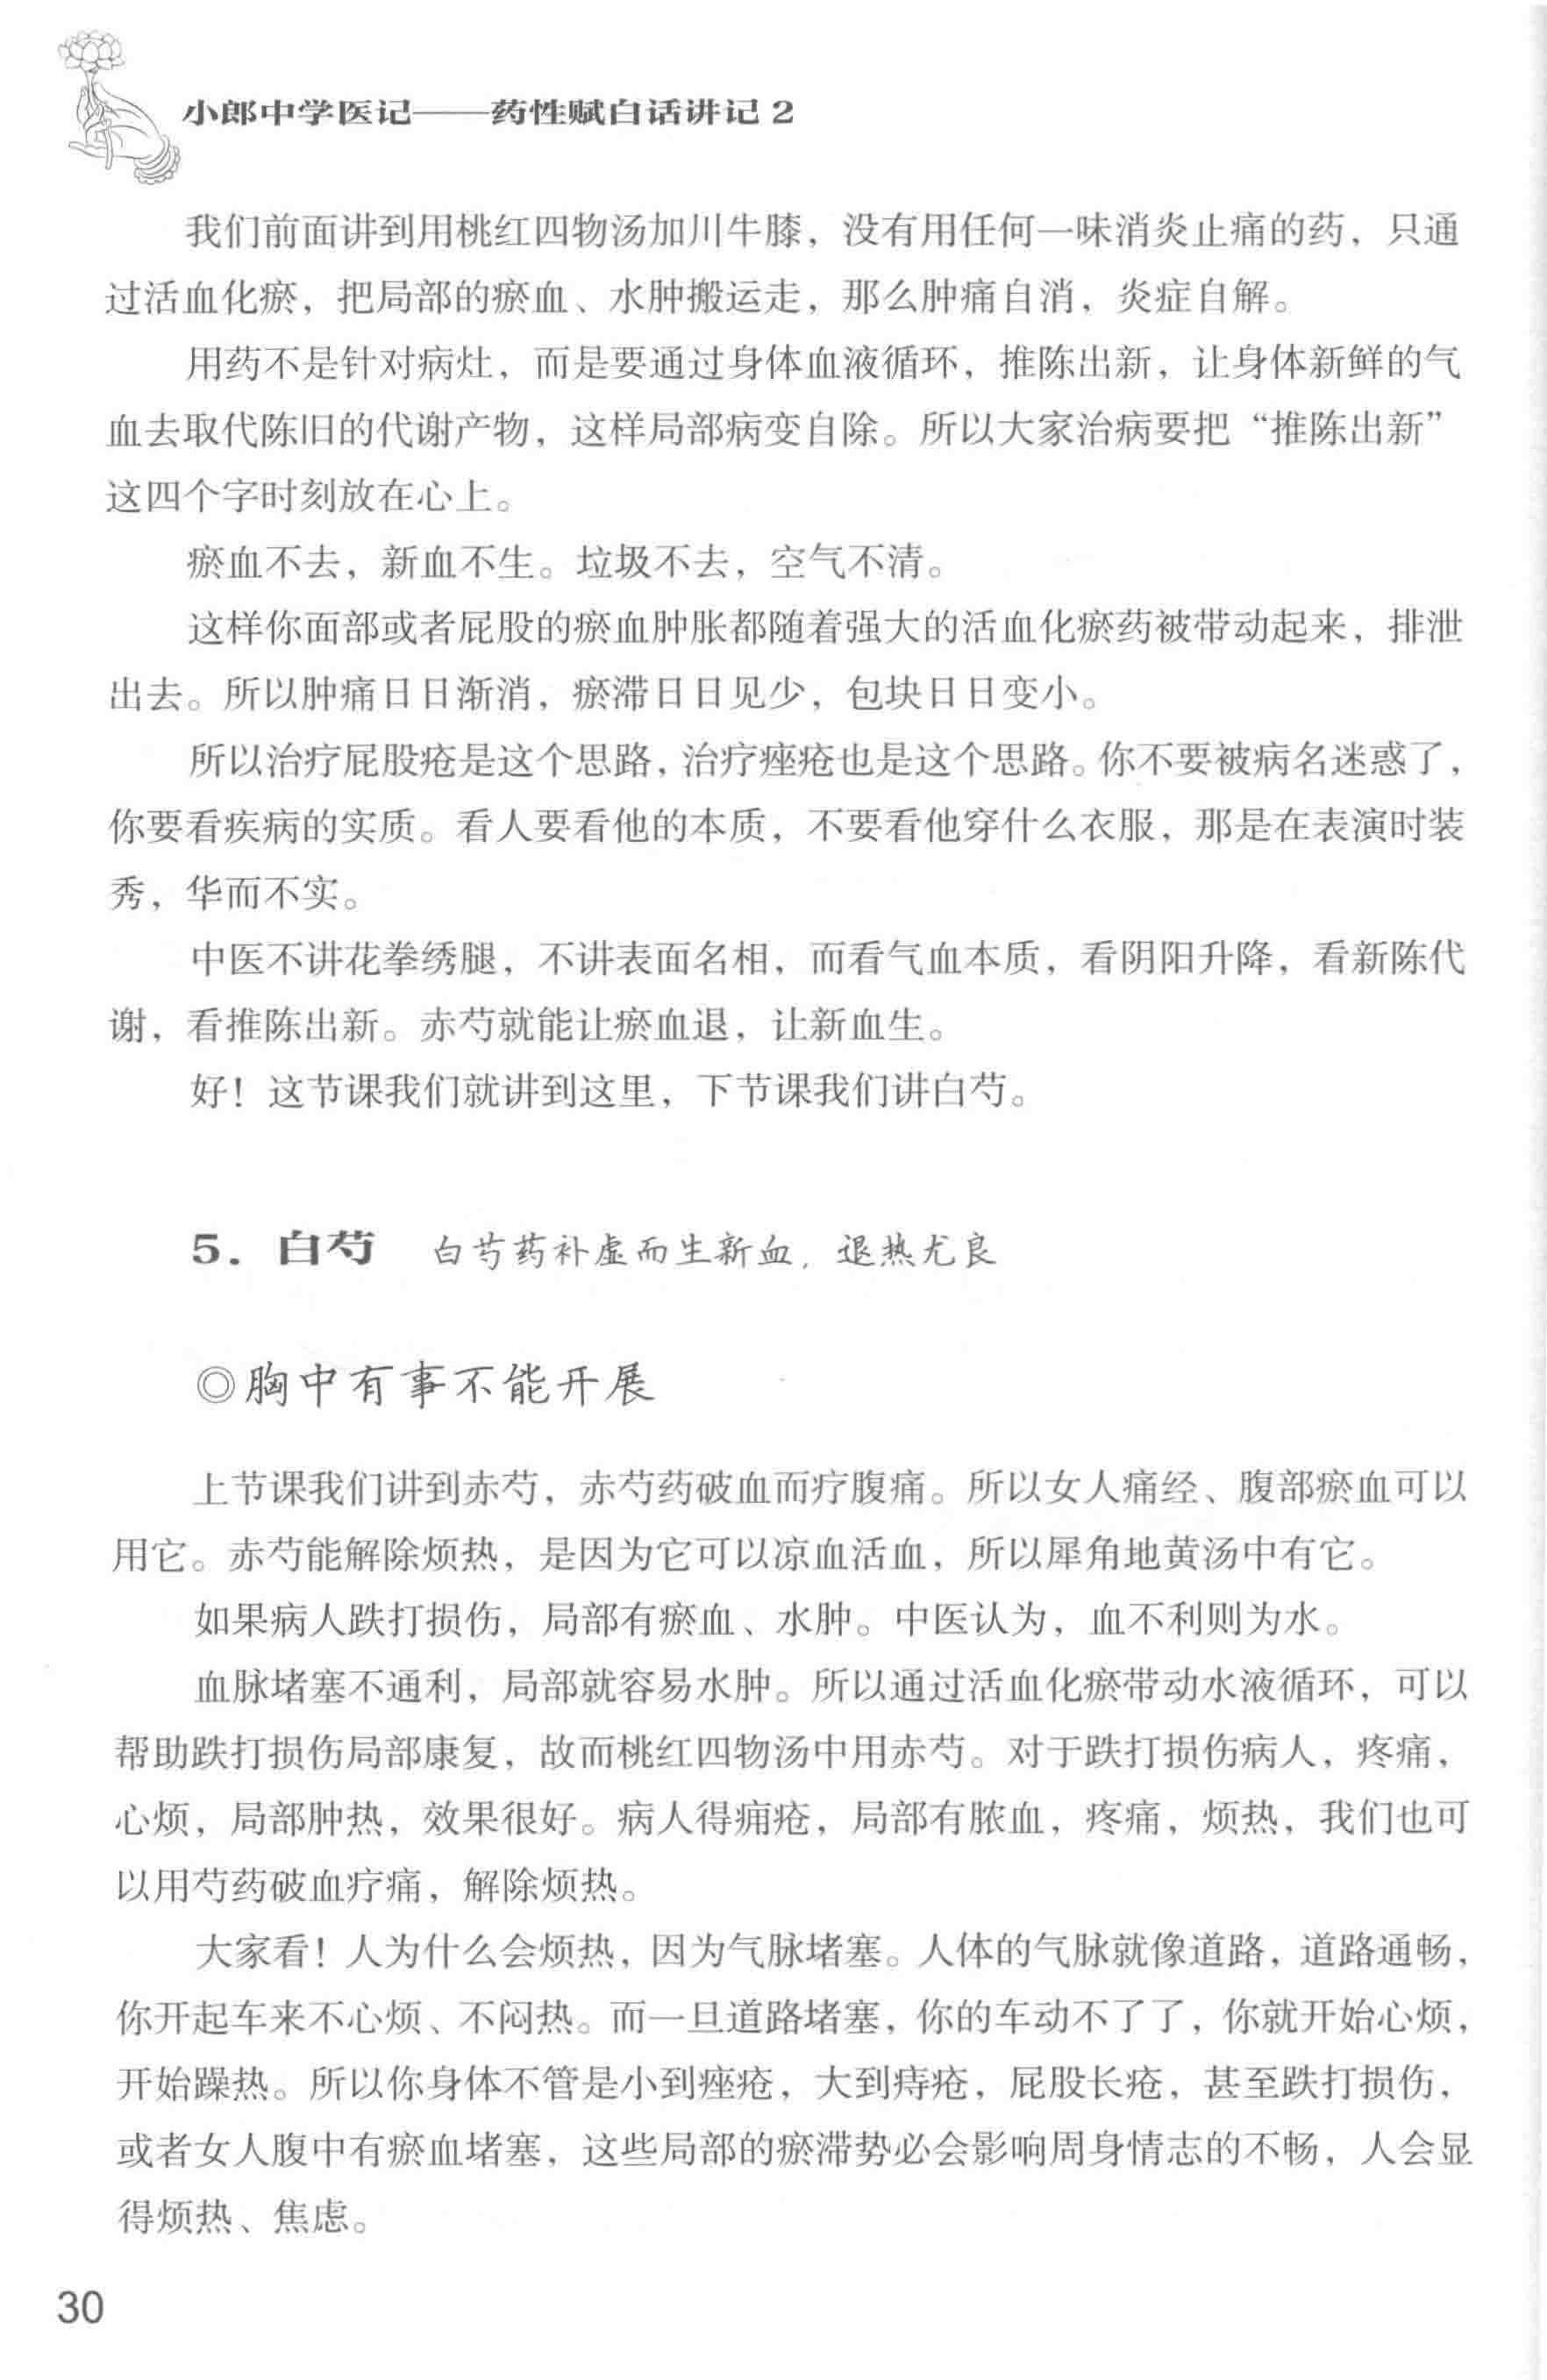 小郎中学医记——药性赋白话讲记 2
我们前面讲到用桃红四物汤加川牛膝，没有用任何一味消炎止痛的药，只通
过活血化瘀，把局部的瘀血、水肿搬运走，那么肿痛自消，炎症自解。
用药不是针对病灶，而是要通过身体血液循环，推陈出新，让身体新鲜的气
血去取代陈旧的代谢产物，这样局部病变自除。所以大家治病要把“推陈出新”
这四个字时刻放在心上。
瘀血不去，新血不生。垃圾不去，空气不清。
这样你面部或者屁股的瘀血肿胀都随着强大的活血化瘀药被带动起来，排泄
出去。所以肿痛日日渐消，瘀滞日日见少，包块日日变小。
所以治疗屁股疮是这个思路，治疗痤疮也是这个思路。你不要被病名迷惑了，
你要看疾病的实质。看人要看他的本质，不要看他穿什么衣服，那是在表演时装
秀，华而不实。
中医不讲花拳绣腿，不讲表面名相，而看气血本质，看阴阳升降，看新陈代
谢，看推陈出新。赤芍就能让瘀血退，让新血生。
好！这节课我们就讲到这里，下节课我们讲白芍。
5．白芍 白芍药补虚而生新血，退热尤良
◎胸中有事不能开展
上节课我们讲到赤芍，赤芍药破血而疗腹痛。所以女人痛经、腹部瘀血可以
用它。赤芍能解除烦热，是因为它可以凉血活血，所以犀角地黄汤中有它。
如果病人跌打损伤，局部有瘀血、水肿。中医认为，血不利则为水。
血脉堵塞不通利，局部就容易水肿。所以通过活血化瘀带动水液循环，可以
帮助跌打损伤局部康复，故而桃红四物汤中用赤芍。对于跌打损伤病人，疼痛，
心烦，局部肿热，效果很好。病人得痈疮，局部有脓血，疼痛，烦热，我们也可
以用芍药破血疗痛，解除烦热。
大家看！人为什么会烦热，因为气脉堵塞。人体的气脉就像道路，道路通畅，
你开起车来不心烦、不闷热。而一旦道路堵塞，你的车动不了了，你就开始心烦，
开始躁热。所以你身体不管是小到痤疮，大到痔疮，屁股长疮，甚至跌打损伤，
或者女人腹中有瘀血堵塞，这些局部的瘀滞势必会影响周身情志的不畅，人会显
得烦热、焦虑。
30